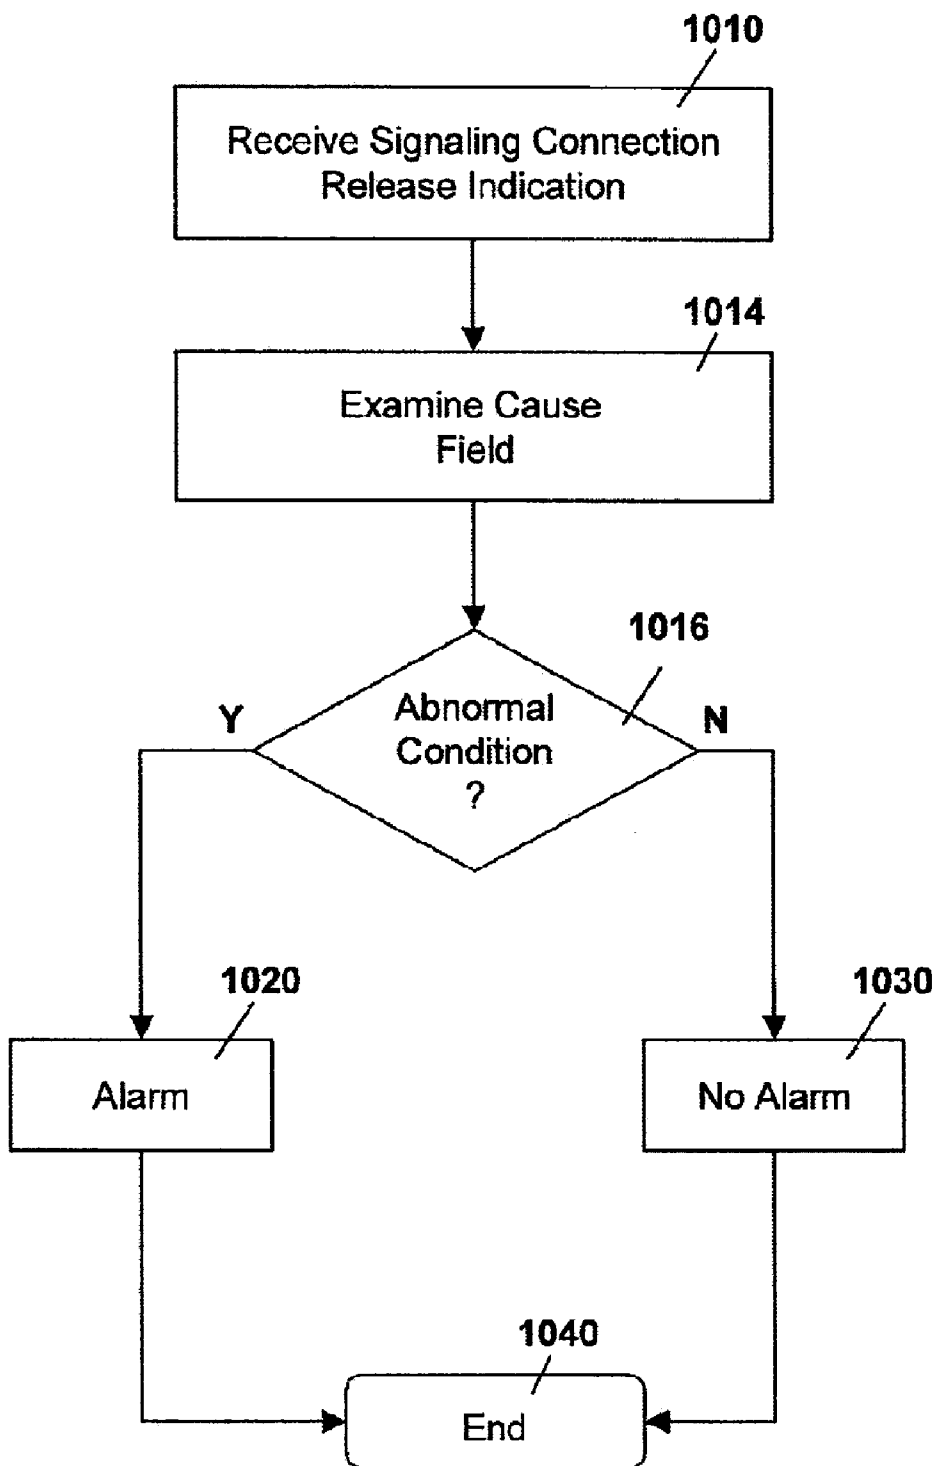 1010
Receive Signaling Connection
Release Indication
1014
Examine Cause
Field
1016
Y
Abnormal
Condition
?
N
1020
Alarm
1030
No Alarm
1040
End